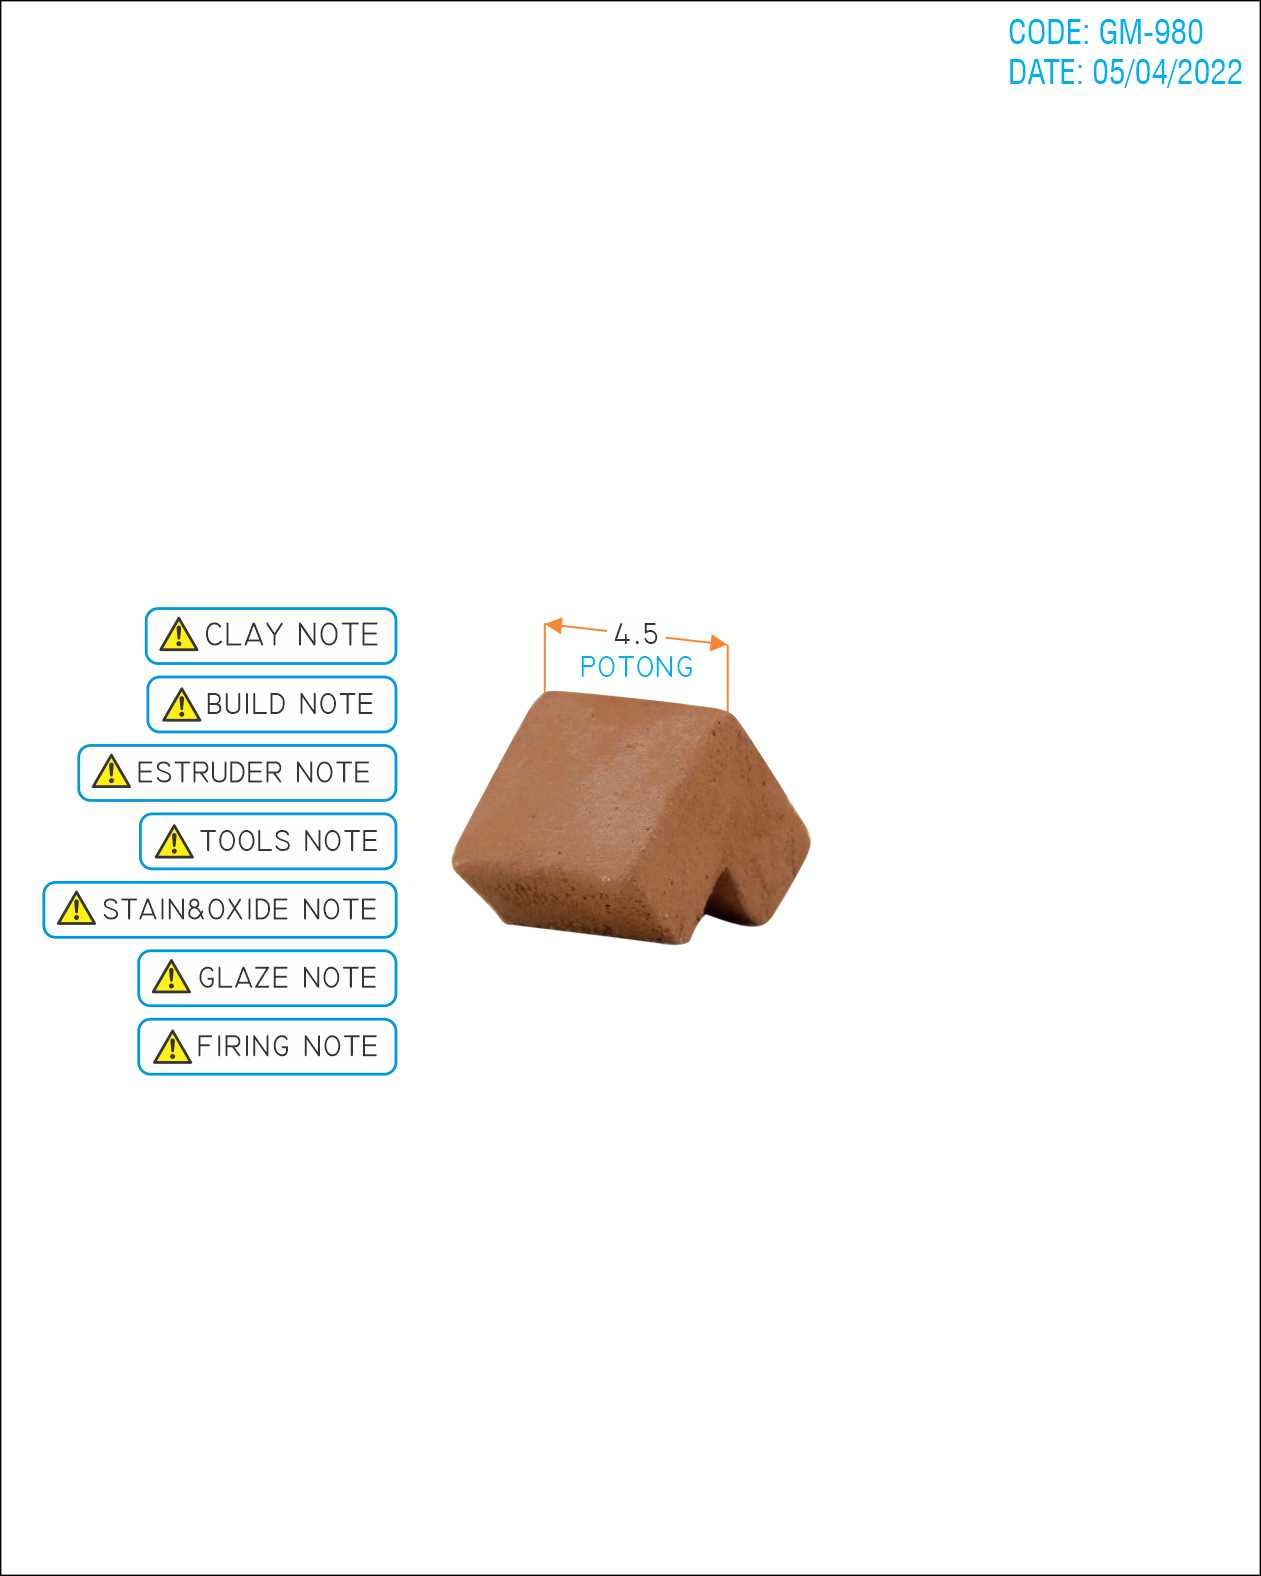 CODE: GM-980
DATE: 05/04/2022
CLAY NOTE
BUILD NOTE
ESTRUDER NOTE
TOOLS NOTE
STAIN&OXIDE NOTE
GLAZE NOTE
FIRING NOTE
4.5
POTONG